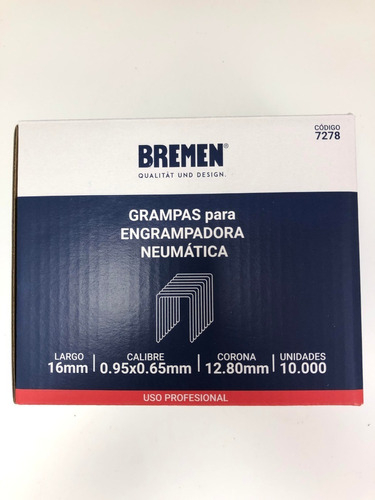 CÓDIGO
7278
BREMEN®
QUALITÄT UND DESIGN.
GRAMPAS para
ENGRAMPADORA
NEUMÁTICA
LARGO CALIBRE CORONA UNIDADES
16mm 0.95x0.65mm 12.80mm 10.000
USO PROFESIONAL